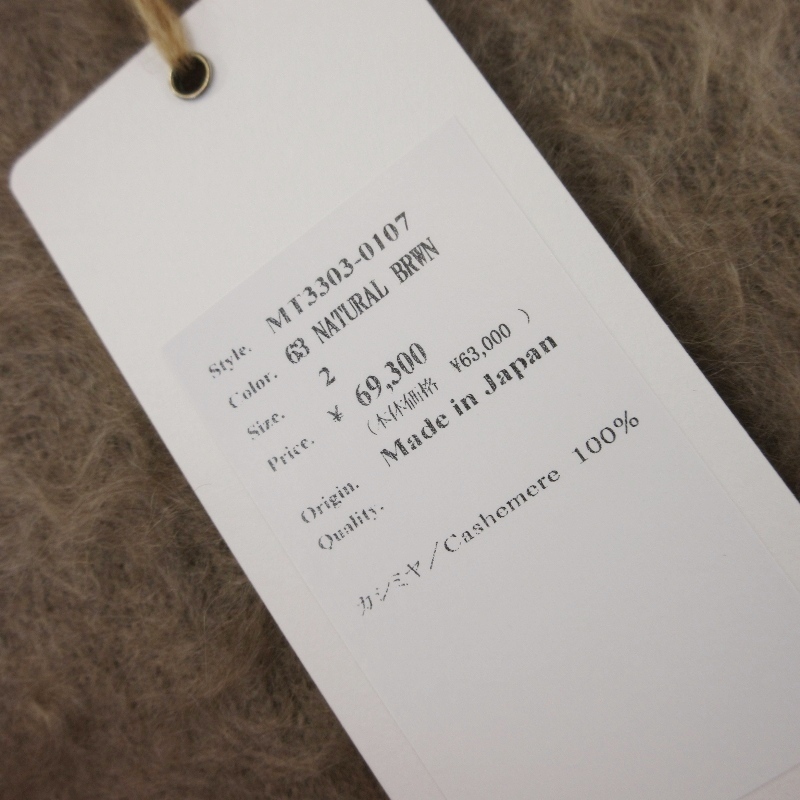 Style. MT3303-0107
Color. 63 NATURAL BRWN
Size. 2
Price. ¥ 69,300
(本体価格 ¥63,000 )
Origin. Made in Japan
Quality.
カシミヤ/Cashemere 100%